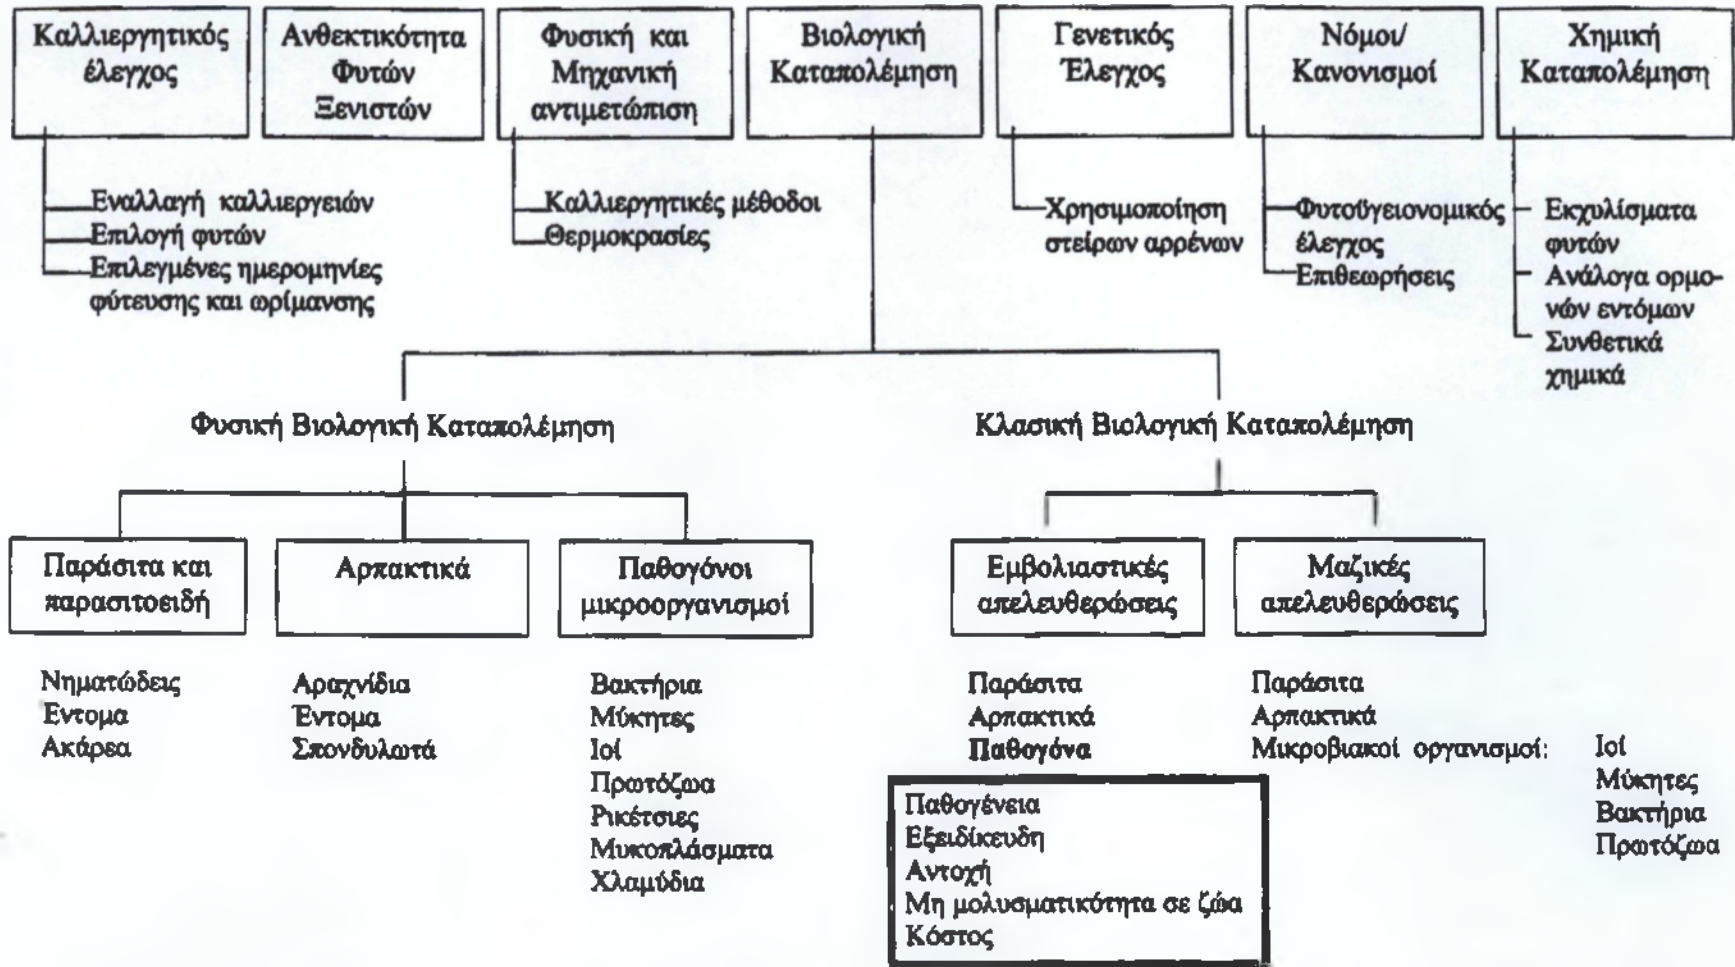 Καλλιεργητικός
έλεγχος
Ανθεκτικότητα
Φυτών
Ξενιστών
Φυσική και
Μηχανική
αντιμετώπιση
Βιολογική
Καταπολέμηση
Γενετικός
Έλεγχος
Νόμοι/
Κανονισμοί
Χημική
Καταπολέμηση
Εναλλαγή καλλιεργειών
Επιλογή φυτών
Επιλεγμένες ημερομηνίες
φύτευσης και ωρίμανσης
Καλλιεργητικές μέθοδοι
Θερμοκρασίες
Χρησιμοποίηση
στείρων αρρένων
Φυτοϋγειονομικός
έλεγχος
Επιθεωρήσεις
Εκχυλίσματα
φυτών
Ανάλογα ορμο-
νών εντόμων
Συνθετικά
χημικά
Φυσική Βιολογική Καταπολέμηση
Κλασική Βιολογική Καταπολέμηση
Παράσιτα και
παρασιτοειδή
Αρπακτικά
Παθογόνοι
μικροοργανισμοί
Εμβολιαστικές
απελευθερώσεις
Μαζικές
απελευθερώσεις
Νηματώδεις
Εντομα
Ακάρεα
Αραχνίδια
Έντομα
Σπονδυλωτά
Βακτήρια
Μύκητες
Ιοί
Πρωτόζωα
Ρικέτσιες
Μυκοπλάσματα
Χλαμύδια
Παράσιτα
Αρπακτικά
Παθογόνα
Παράσιτα
Αρπακτικά
Μικροβιακοί οργανισμοί:
Ιοί
Μύκητες
Βακτήρια
Πρωτόζωα
Παθογένεια
Εξειδίκευδη
Αντοχή
Μη μολυσματικότητα σε ζώα
Κόστος